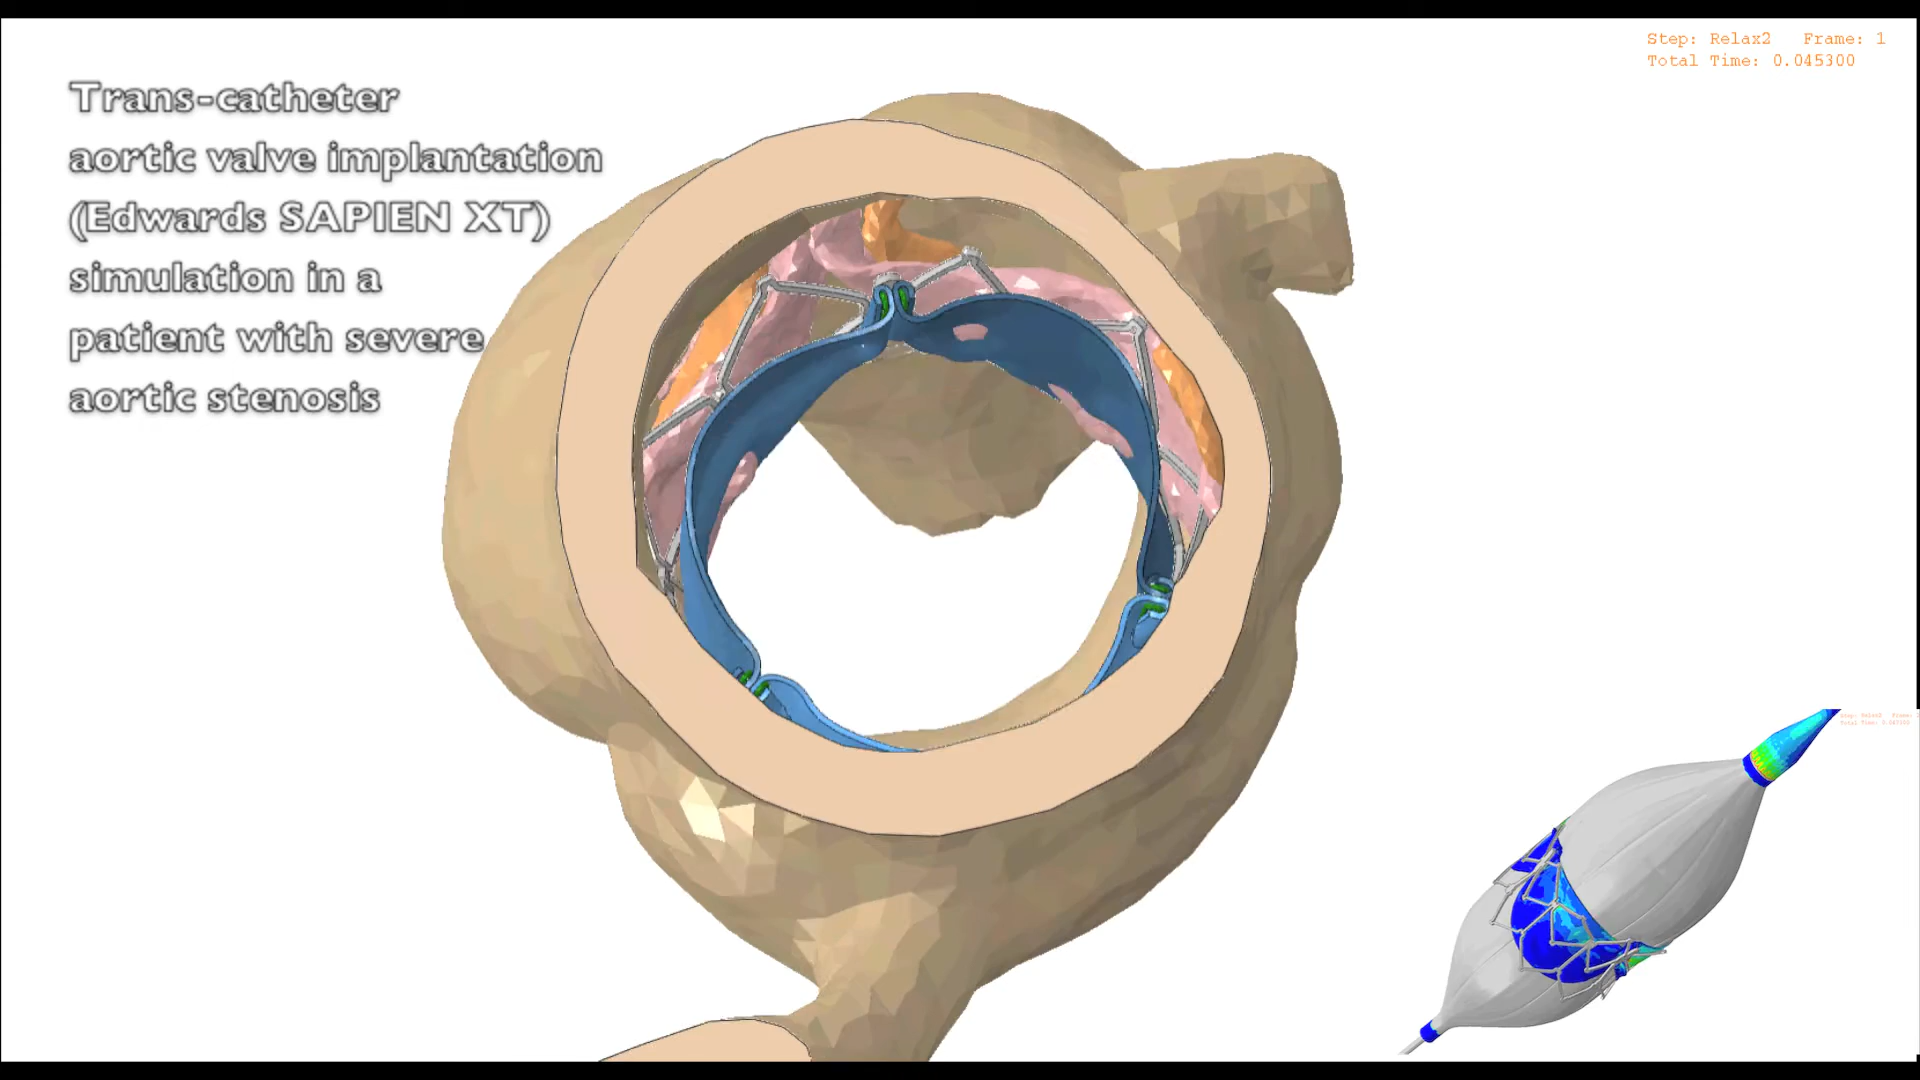 Step: Relax2 Frame: 1
Total Time: 0.045300
Trans-catheter
aortic valve implantation
(Edwards SAPIEN XT)
simulation in a
patient with severe
aortic stenosis